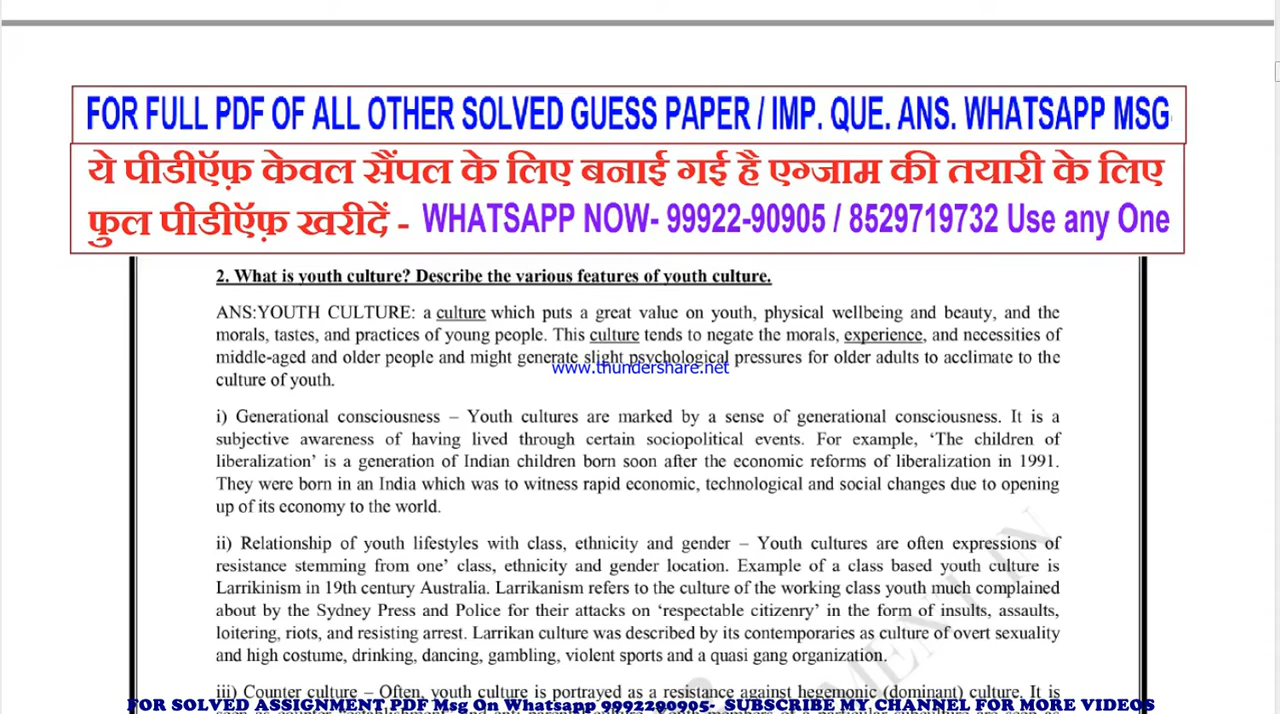 FOR FULL PDF OF ALL OTHER SOLVED GUESS PAPER / IMP. QUE. ANS. WHATSAPP MSG
ये पीडीऍफ़ केवल सैंपल के लिए बनाई गई है एग्जाम की तयारी के लिए
फुल पीडीऍफ़ खरीदें - WHATSAPP NOW- 99922-90905 / 8529719732 Use any One
2. What is youth culture? Describe the various features of youth culture.
ANS:YOUTH CULTURE: a culture which puts a great value on youth, physical wellbeing and beauty, and the
morals, tastes, and practices of young people. This culture tends to negate the morals, experience, and necessities of
middle-aged and older people and might generate slight psychological pressures for older adults to acclimate to the
www.thundershare.net
culture of youth.
i) Generational consciousness – Youth cultures are marked by a sense of generational consciousness. It is a
subjective awareness of having lived through certain sociopolitical events. For example, ‘The children of
liberalization’ is a generation of Indian children born soon after the economic reforms of liberalization in 1991.
They were born in an India which was to witness rapid economic, technological and social changes due to opening
up of its economy to the world.
ii) Relationship of youth lifestyles with class, ethnicity and gender – Youth cultures are often expressions of
resistance stemming from one’ class, ethnicity and gender location. Example of a class based youth culture is
Larrikinism in 19th century Australia. Larrikanism refers to the culture of the working class youth much complained
about by the Sydney Press and Police for their attacks on ‘respectable citizenry’ in the form of insults, assaults,
loitering, riots, and resisting arrest. Larrikan culture was described by its contemporaries as culture of overt sexuality
and high costume, drinking, dancing, gambling, violent sports and a quasi gang organization.
iii) Counter culture – Often, youth culture is portrayed as a resistance against hegemonic (dominant) culture. It is
FOR SOLVED ASSIGNMENT PDF Msg On Whatsapp 9992290905- SUBSCRIBE MY CHANNEL FOR MORE VIDEOS